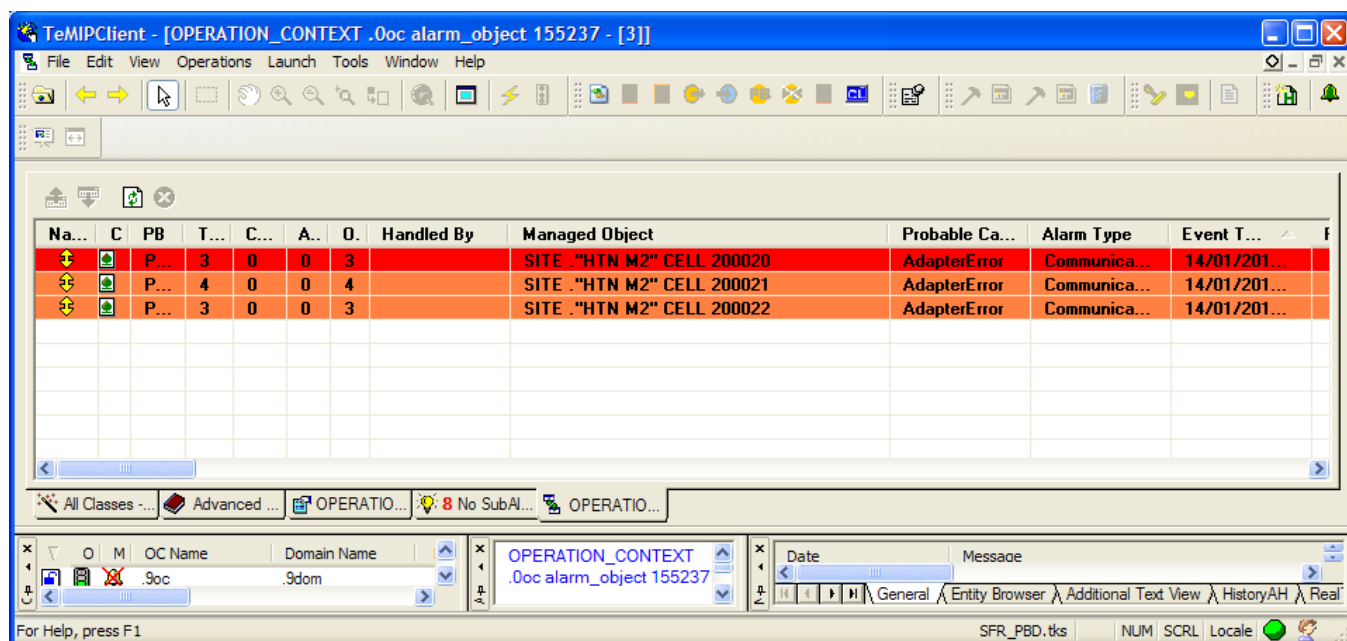 TeMIPClient - [OPERATION_CONTEXT .0oc alarm_object 155237 - [3]]
File Edit View Operations Launch Tools Window Help
Na... C PB T... C... A.. O. Handled By Managed Object Probable Ca... Alarm Type Event T...
P... 3 0 0 3 SITE ."HTN M2" CELL 200020 AdapterError Communica... 14/01/201...
P... 4 0 0 4 SITE ."HTN M2" CELL 200021 AdapterError Communica... 14/01/201...
P... 3 0 0 3 SITE ."HTN M2" CELL 200022 AdapterError Communica... 14/01/201...
All Classes -... Advanced ... OPERATIO... 8 No SubAl... OPERATIO...
O M OC Name Domain Name
.9oc .9dom
OPERATION_CONTEXT
.0oc alarm_object 155237
Date Message
General Entity Browser Additional Text View HistoryAH Real
For Help, press F1 SFR_PBD.tks NUM SCRL Locale